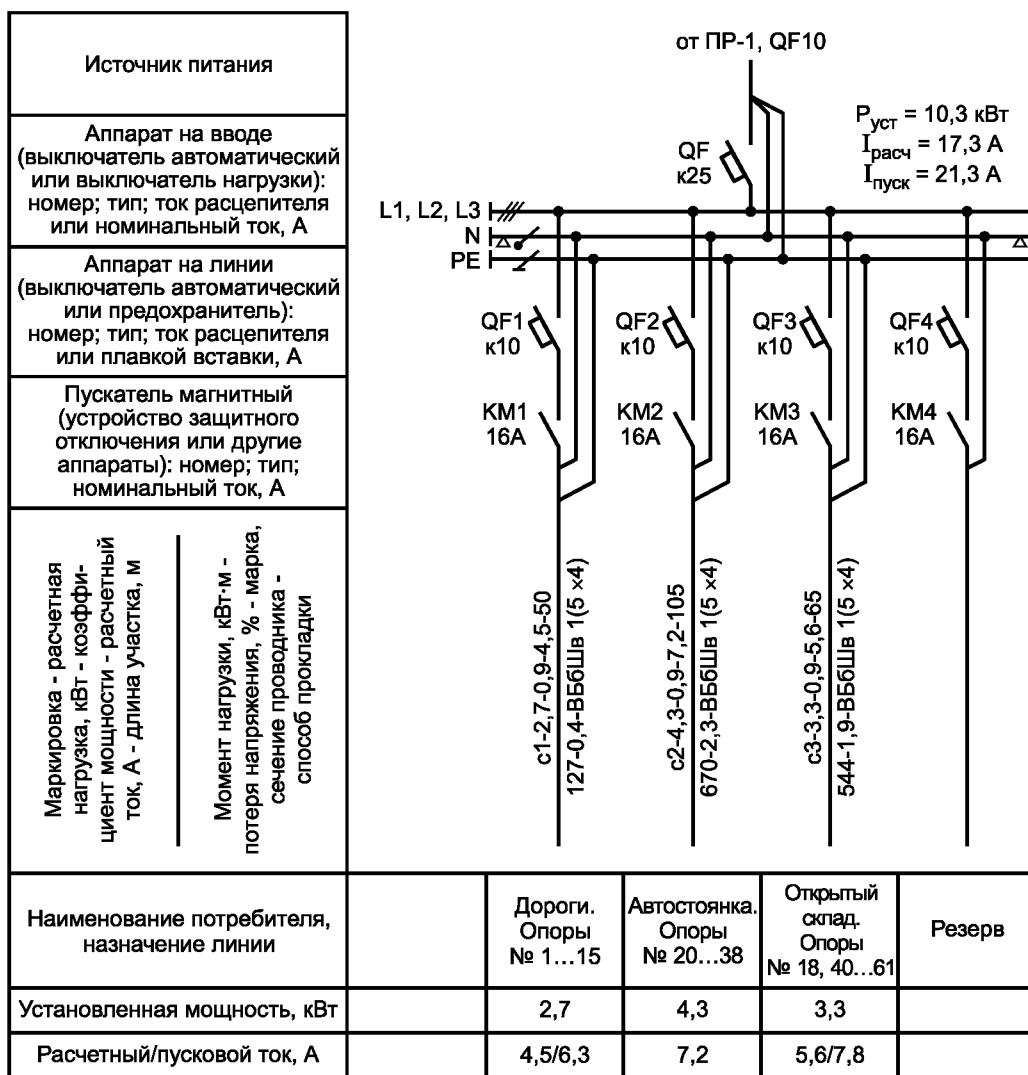 Источник питания
Аппарат на вводе
(выключатель автоматический
или выключатель нагрузки):
номер; тип; ток расцепителя
или номинальный ток, А
Аппарат на линии
(выключатель автоматический
или предохранитель):
номер; тип; ток расцепителя
или плавкой вставки, А
Пускатель магнитный
(устройство защитного
отключения или другие
аппараты): номер; тип;
номинальный ток, А
Маркировка - расчетная
нагрузка, кВт - коэффи-
циент мощности - расчетный
ток, А - длина участка, м
Момент нагрузки, кВт·м -
потеря напряжения, % - марка,
сечение проводника -
способ прокладки
от ПР-1, QF10
QF
к25
Pуст = 10,3 кВт
Iрасч = 17,3 А
Iпуск = 21,3 А
L1, L2, L3
N
PE
QF1
к10
QF2
к10
QF3
к10
QF4
к10
КМ1
16А
КМ2
16А
КМ3
16А
КМ4
16А
с1-2,7-0,9-4,5-50
127-0,4-ВБбШв 1(5 ×4)
с2-4,3-0,9-7,2-105
670-2,3-ВБбШв 1(5 ×4)
с3-3,3-0,9-5,6-65
544-1,9-ВБбШв 1(5 ×4)
Наименование потребителя,
назначение линии
Дороги.
Опоры
№ 1...15
Автостоянка.
Опоры
№ 20...38
Открытый
склад.
Опоры
№ 18, 40...61
Резерв
Установленная мощность, кВт
2,7
4,3
3,3
Расчетный/пусковой ток, А
4,5/6,3
7,2
5,6/7,8